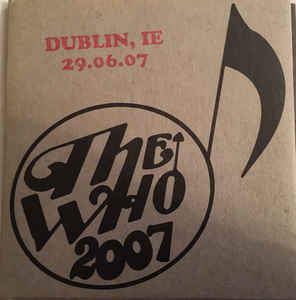 DUBLIN, IE
29.06.07
THE
WHO
2007